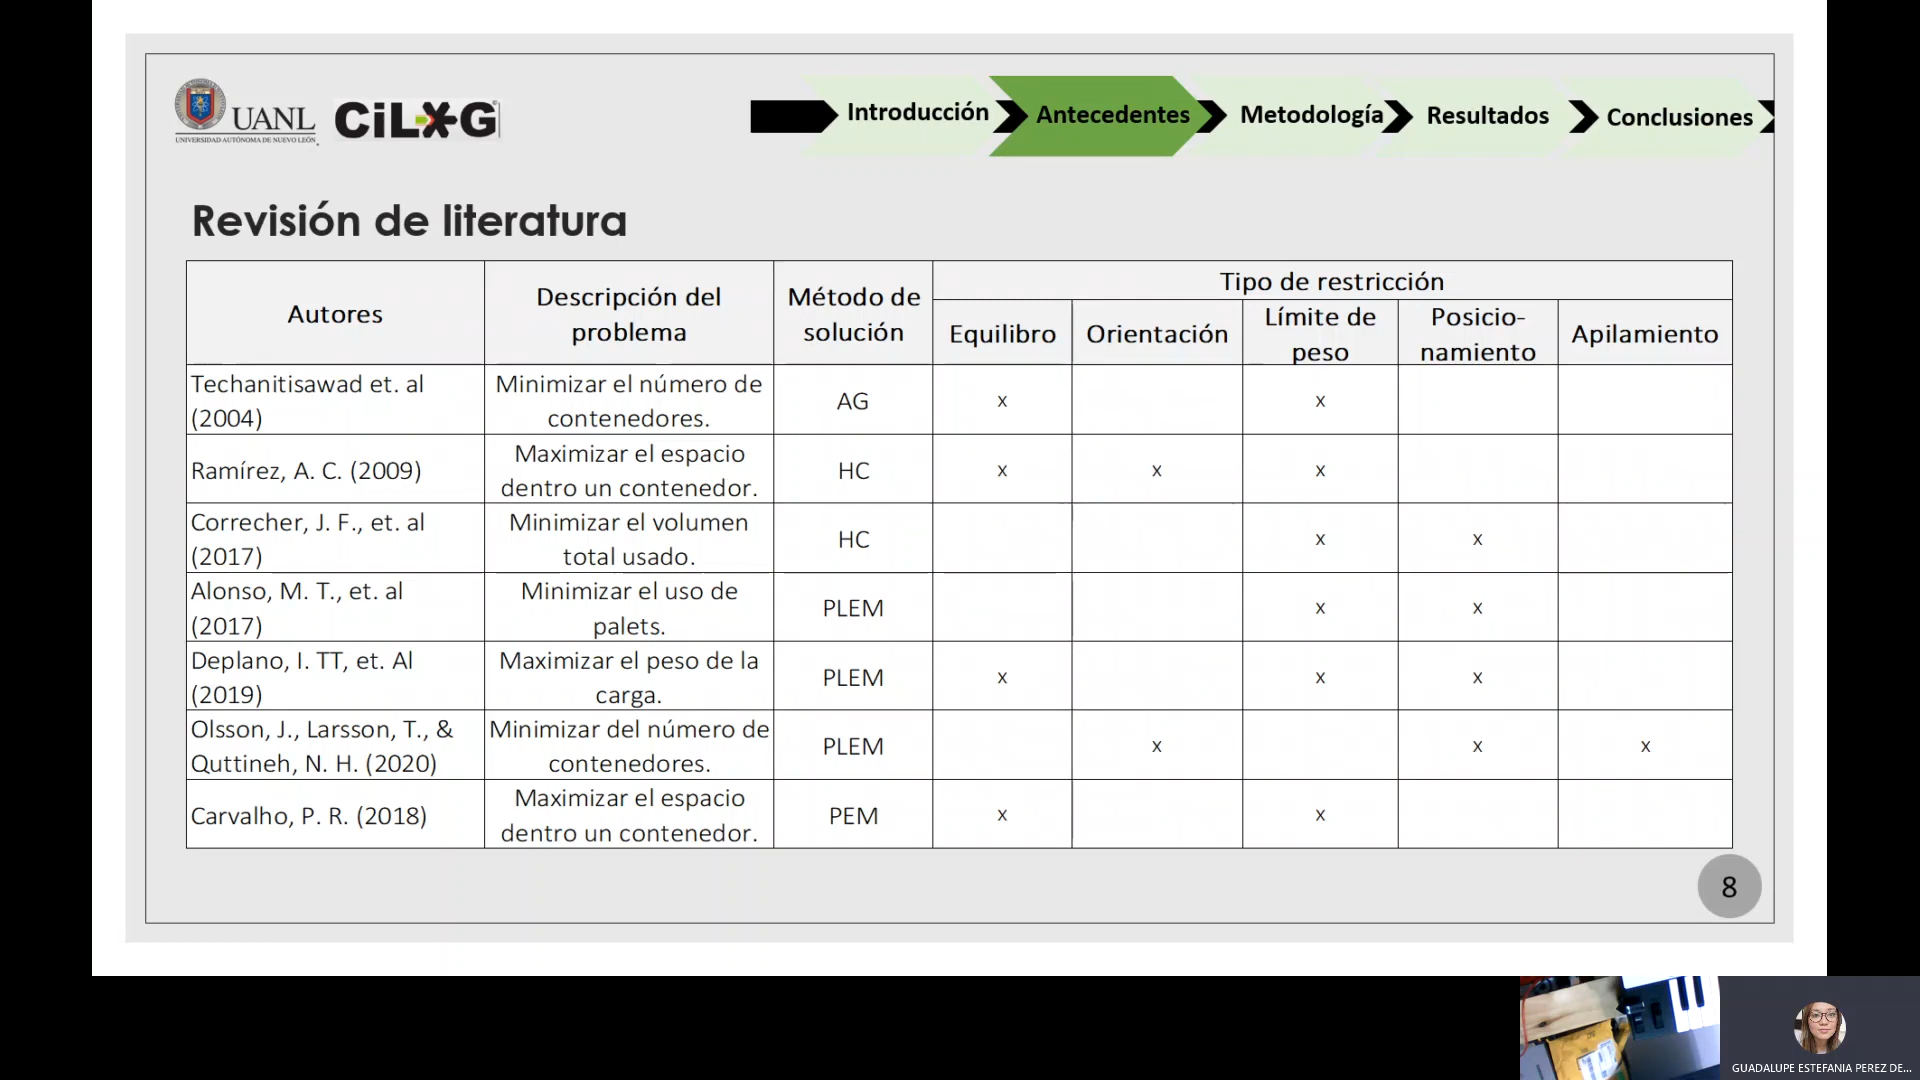 UANL
UNIVERSIDAD AUTÓNOMA DE NUEVO LEÓN
CiLOG
Introducción
Antecedentes
Metodología
Resultados
Conclusiones
Revisión de literatura
Autores
Descripción del
problema
Método de
solución
Tipo de restricción
Equilibro
Orientación
Límite de
peso
Posicio-
namiento
Apilamiento
Techanitisawad et. al
(2004)
Minimizar el número de
contenedores.
AG
x
x
Ramírez, A. C. (2009)
Maximizar el espacio
dentro un contenedor.
HC
x
x
x
Correcher, J. F., et. al
(2017)
Minimizar el volumen
total usado.
HC
x
x
Alonso, M. T., et. al
(2017)
Minimizar el uso de
palets.
PLEM
x
x
Deplano, I. TT, et. Al
(2019)
Maximizar el peso de la
carga.
PLEM
x
x
x
Olsson, J., Larsson, T., &
Quttineh, N. H. (2020)
Minimizar del número de
contenedores.
PLEM
x
x
x
Carvalho, P. R. (2018)
Maximizar el espacio
dentro un contenedor.
PEM
x
x
8
GUADALUPE ESTEFANIA PEREZ DE...